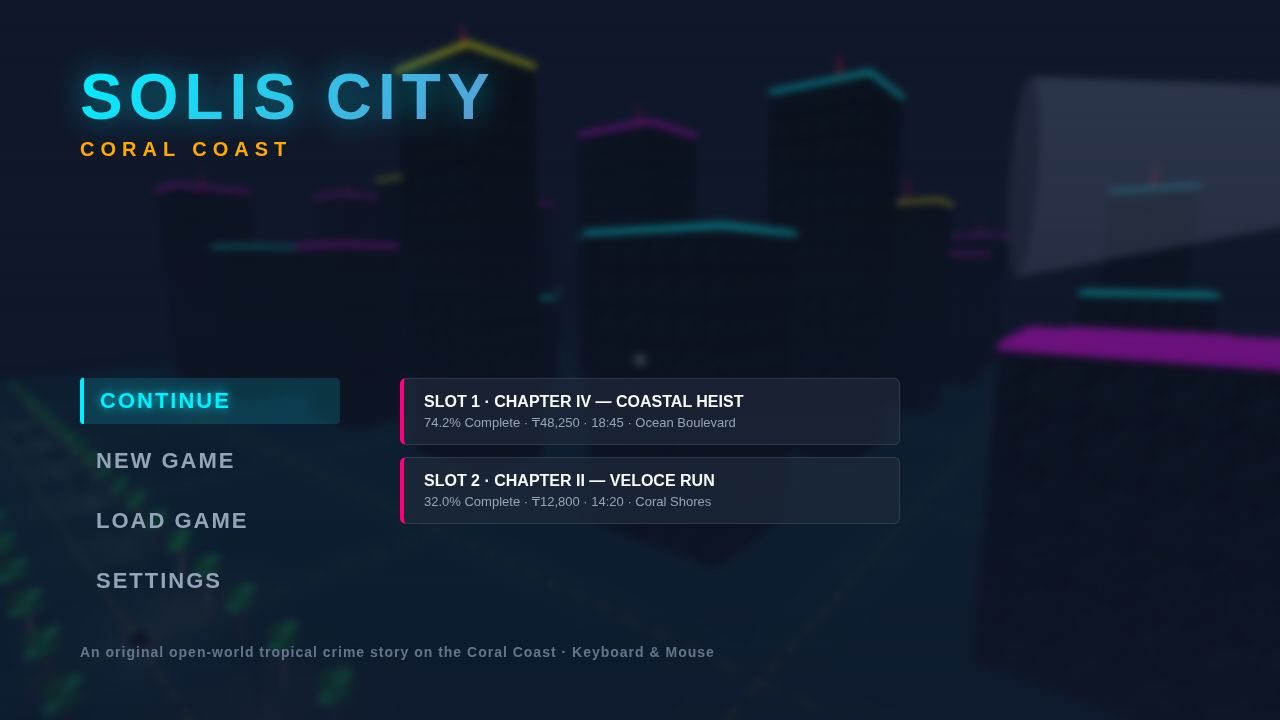 SOLIS CITY
CORAL COAST
CONTINUE
NEW GAME
LOAD GAME
SETTINGS
SLOT 1 · CHAPTER IV — COASTAL HEIST
74.2% Complete · ₸48,250 · 18:45 · Ocean Boulevard
SLOT 2 · CHAPTER II — VELOCE RUN
32.0% Complete · ₸12,800 · 14:20 · Coral Shores
An original open-world tropical crime story on the Coral Coast · Keyboard & Mouse